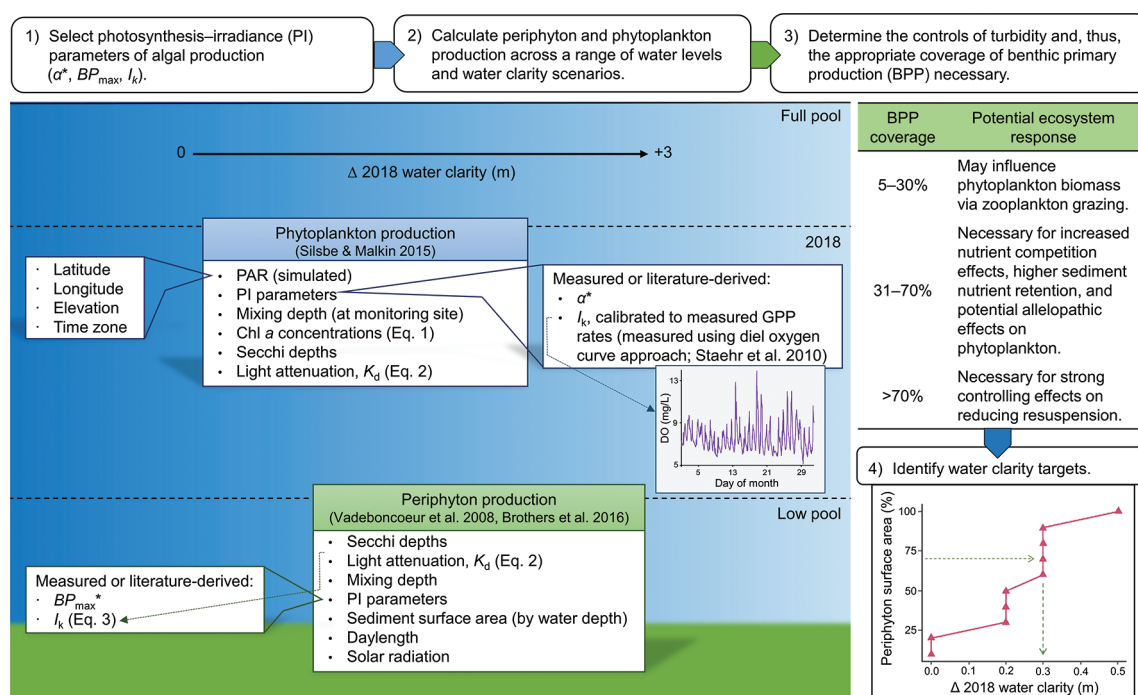 1) Select photosynthesis–irradiance (PI)
parameters of algal production
(α*, BPmax, Ik).
2) Calculate periphyton and phytoplankton
production across a range of water levels
and water clarity scenarios.
3) Determine the controls of turbidity and, thus,
the appropriate coverage of benthic primary
production (BPP) necessary.
Full pool
0
+3
Δ 2018 water clarity (m)
2018
Phytoplankton production
(Silsbe & Malkin 2015)
· PAR (simulated)
· PI parameters
· Mixing depth (at monitoring site)
· Chl a concentrations (Eq. 1)
· Secchi depths
· Light attenuation, Kd (Eq. 2)
· Latitude
· Longitude
· Elevation
· Time zone
Measured or literature-derived:
· α*
· Ik, calibrated to measured GPP
rates (measured using diel oxygen
curve approach; Staehr et al. 2010)
DO (mg/L)
13
9
5
5 13 21 29
Day of month
Low pool
Periphyton production
(Vadeboncoeur et al. 2008, Brothers et al. 2016)
· Secchi depths
· Light attenuation, Kd (Eq. 2)
· Mixing depth
· PI parameters
· Sediment surface area (by water depth)
· Daylength
· Solar radiation
Measured or literature-derived:
· BPmax*
· Ik (Eq. 3)
BPP
coverage
Potential ecosystem
response
5–30%
May influence
phytoplankton biomass
via zooplankton grazing.
31–70%
Necessary for increased
nutrient competition
effects, higher sediment
nutrient retention, and
potential allelopathic
effects on
phytoplankton.
>70%
Necessary for strong
controlling effects on
reducing resuspension.
4) Identify water clarity targets.
Periphyton surface area (%)
100
75
50
25
0.0 0.1 0.2 0.3 0.4 0.5
Δ 2018 water clarity (m)